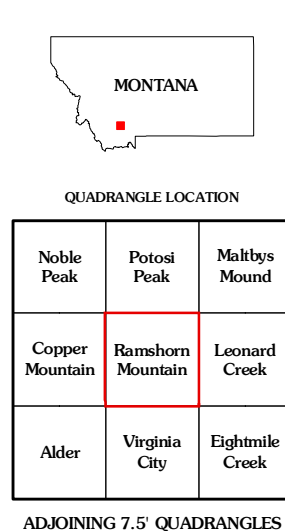 MONTANA
QUADRANGLE LOCATION
Noble Peak
Potosi Peak
Maltbys Mound
Copper Mountain
Ramshorn Mountain
Leonard Creek
Alder
Virginia City
Eightmile Creek
ADJOINING 7.5' QUADRANGLES